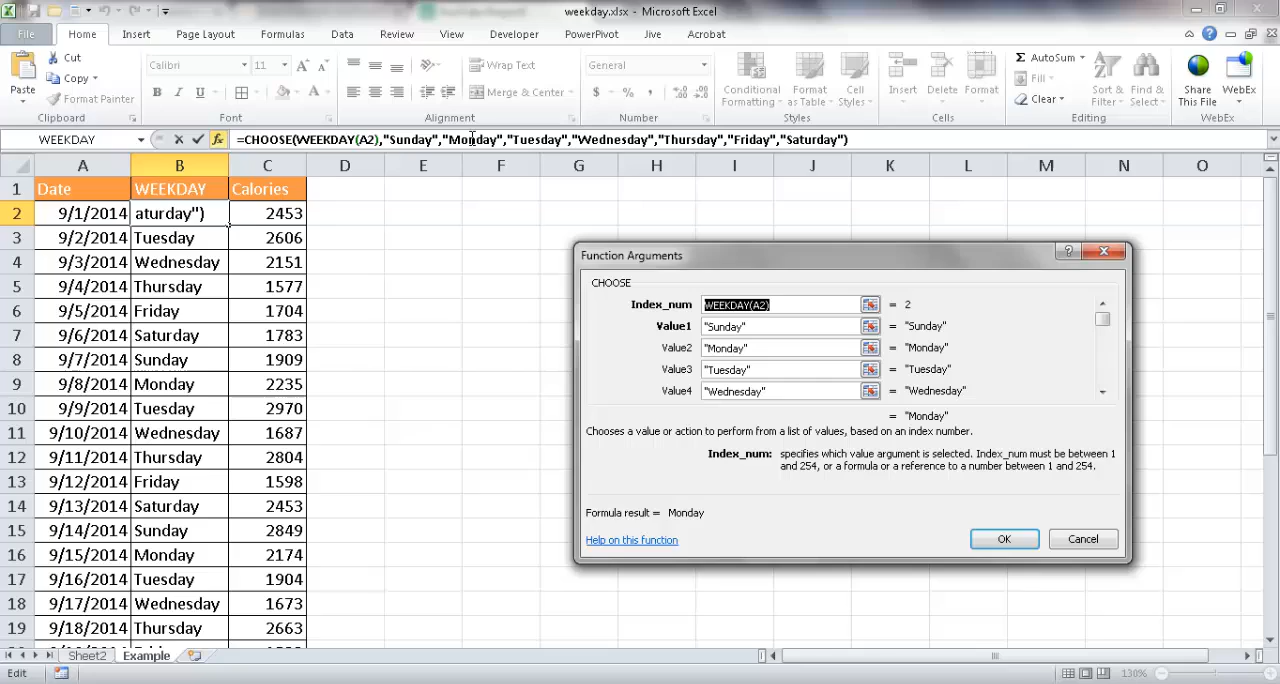 weekday.xlsx - Microsoft Excel
File Home Insert Page Layout Formulas Data Review View Developer PowerPivot Jive Acrobat
Paste
Cut
Copy
Format Painter
Clipboard
Calibri 11
B I U
Font
Wrap Text
Merge & Center
Alignment
General
$ % ,
Number
Conditional Formatting
Format as Table
Cell Styles
Styles
Insert Delete Format
Cells
Σ AutoSum
Fill
Clear
Sort & Filter
Find & Select
Editing
Share This File
WebEx
WebEx
WEEKDAY fx =CHOOSE(WEEKDAY(A2),"Sunday","Monday","Tuesday","Wednesday","Thursday","Friday","Saturday")
A B C D E F G H I J K L M N O
1 Date WEEKDAY Calories
2 9/1/2014 aturday") 2453
3 9/2/2014 Tuesday 2606
4 9/3/2014 Wednesday 2151
5 9/4/2014 Thursday 1577
6 9/5/2014 Friday 1704
7 9/6/2014 Saturday 1783
8 9/7/2014 Sunday 1909
9 9/8/2014 Monday 2235
10 9/9/2014 Tuesday 2970
11 9/10/2014 Wednesday 1687
12 9/11/2014 Thursday 2804
13 9/12/2014 Friday 1598
14 9/13/2014 Saturday 2453
15 9/14/2014 Sunday 2849
16 9/15/2014 Monday 2174
17 9/16/2014 Tuesday 1904
18 9/17/2014 Wednesday 1673
19 9/18/2014 Thursday 2663
Function Arguments
CHOOSE
Index_num WEEKDAY(A2) = 2
Value1 "Sunday" = "Sunday"
Value2 "Monday" = "Monday"
Value3 "Tuesday" = "Tuesday"
Value4 "Wednesday" = "Wednesday"
= "Monday"
Chooses a value or action to perform from a list of values, based on an index number.
Index_num: specifies which value argument is selected. Index_num must be between 1
and 254, or a formula or a reference to a number between 1 and 254.
Formula result = Monday
Help on this function
OK Cancel
Sheet2 Example
Edit 130%